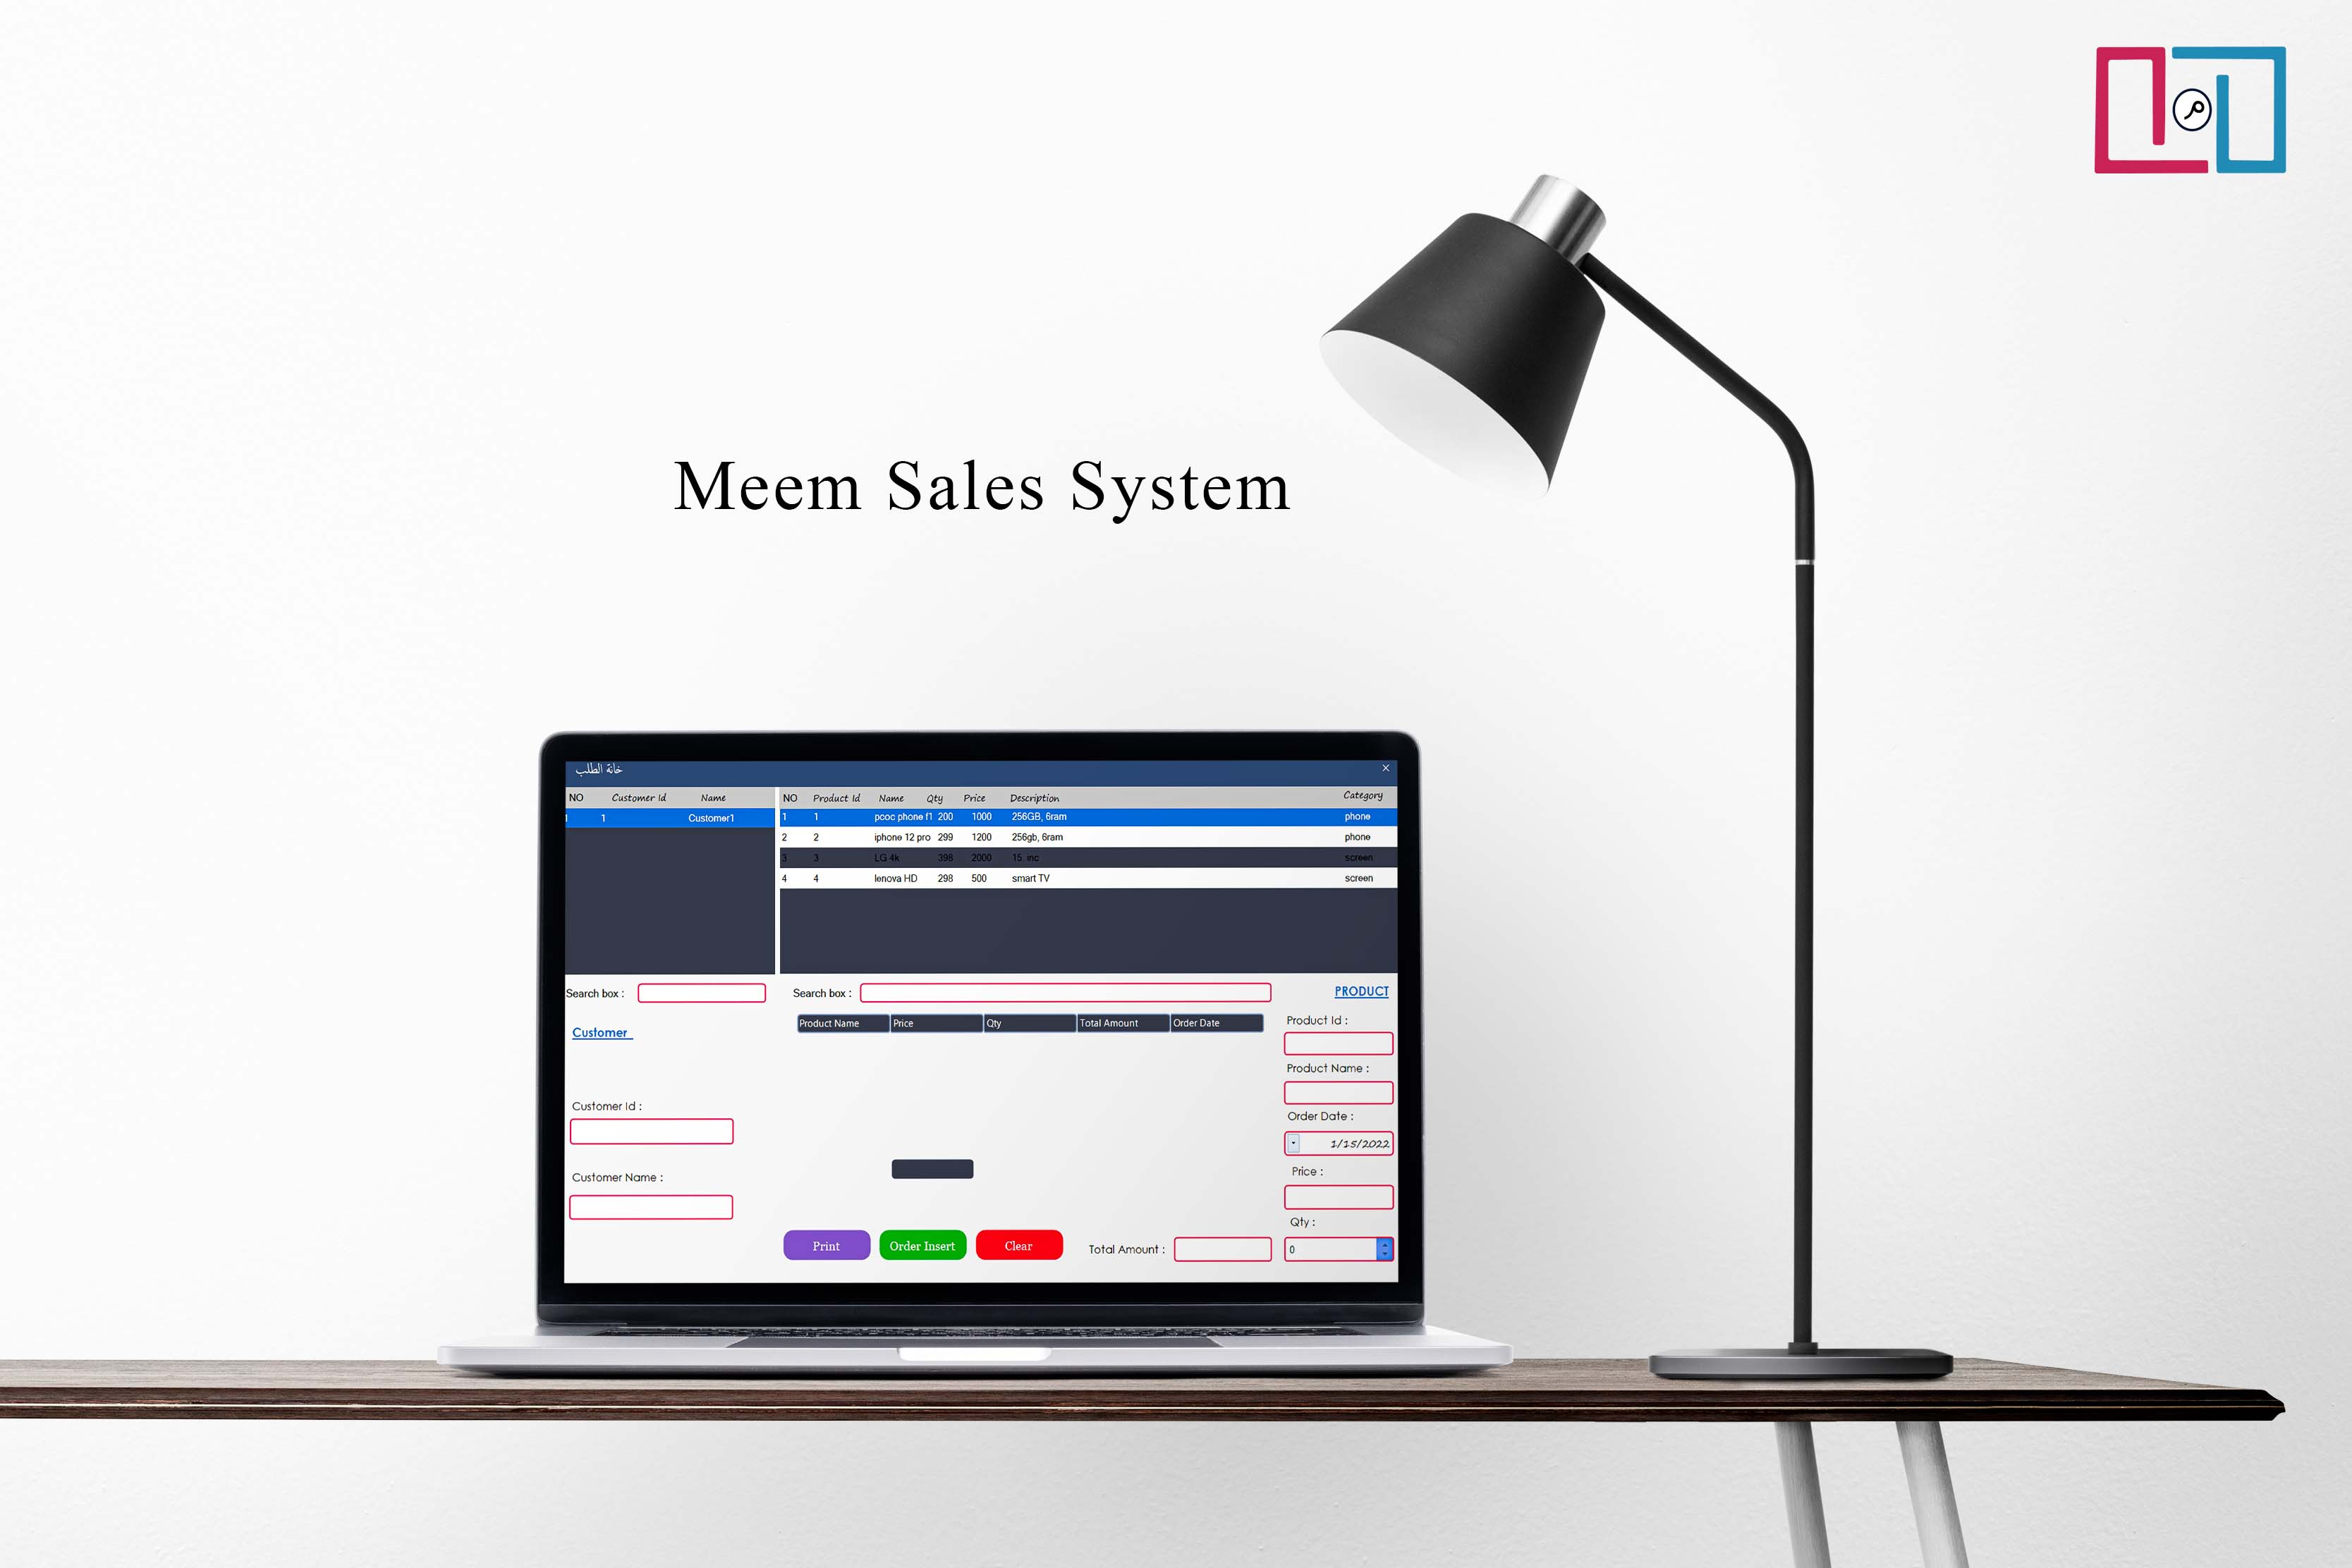 م
Meem Sales System
خانة الطلب
NO Customer Id Name
1 1 Customer1
NO Product Id Name Qty Price Description Category
1 1 pcoc phone f1 200 1000 256GB, 6ram phone
2 2 iphone 12 pro 299 1200 256gb, 6ram phone
3 3 LG 4k 398 2000 15 inc screen
4 4 lenova HD 298 500 smart TV screen
Search box :
Customer
Customer Id :
Customer Name :
Search box :
Product Name Price Qty Total Amount Order Date
Print Order Insert Clear Total Amount :
PRODUCT
Product Id :
Product Name :
Order Date :
1/15/2022
Price :
Qty :
0